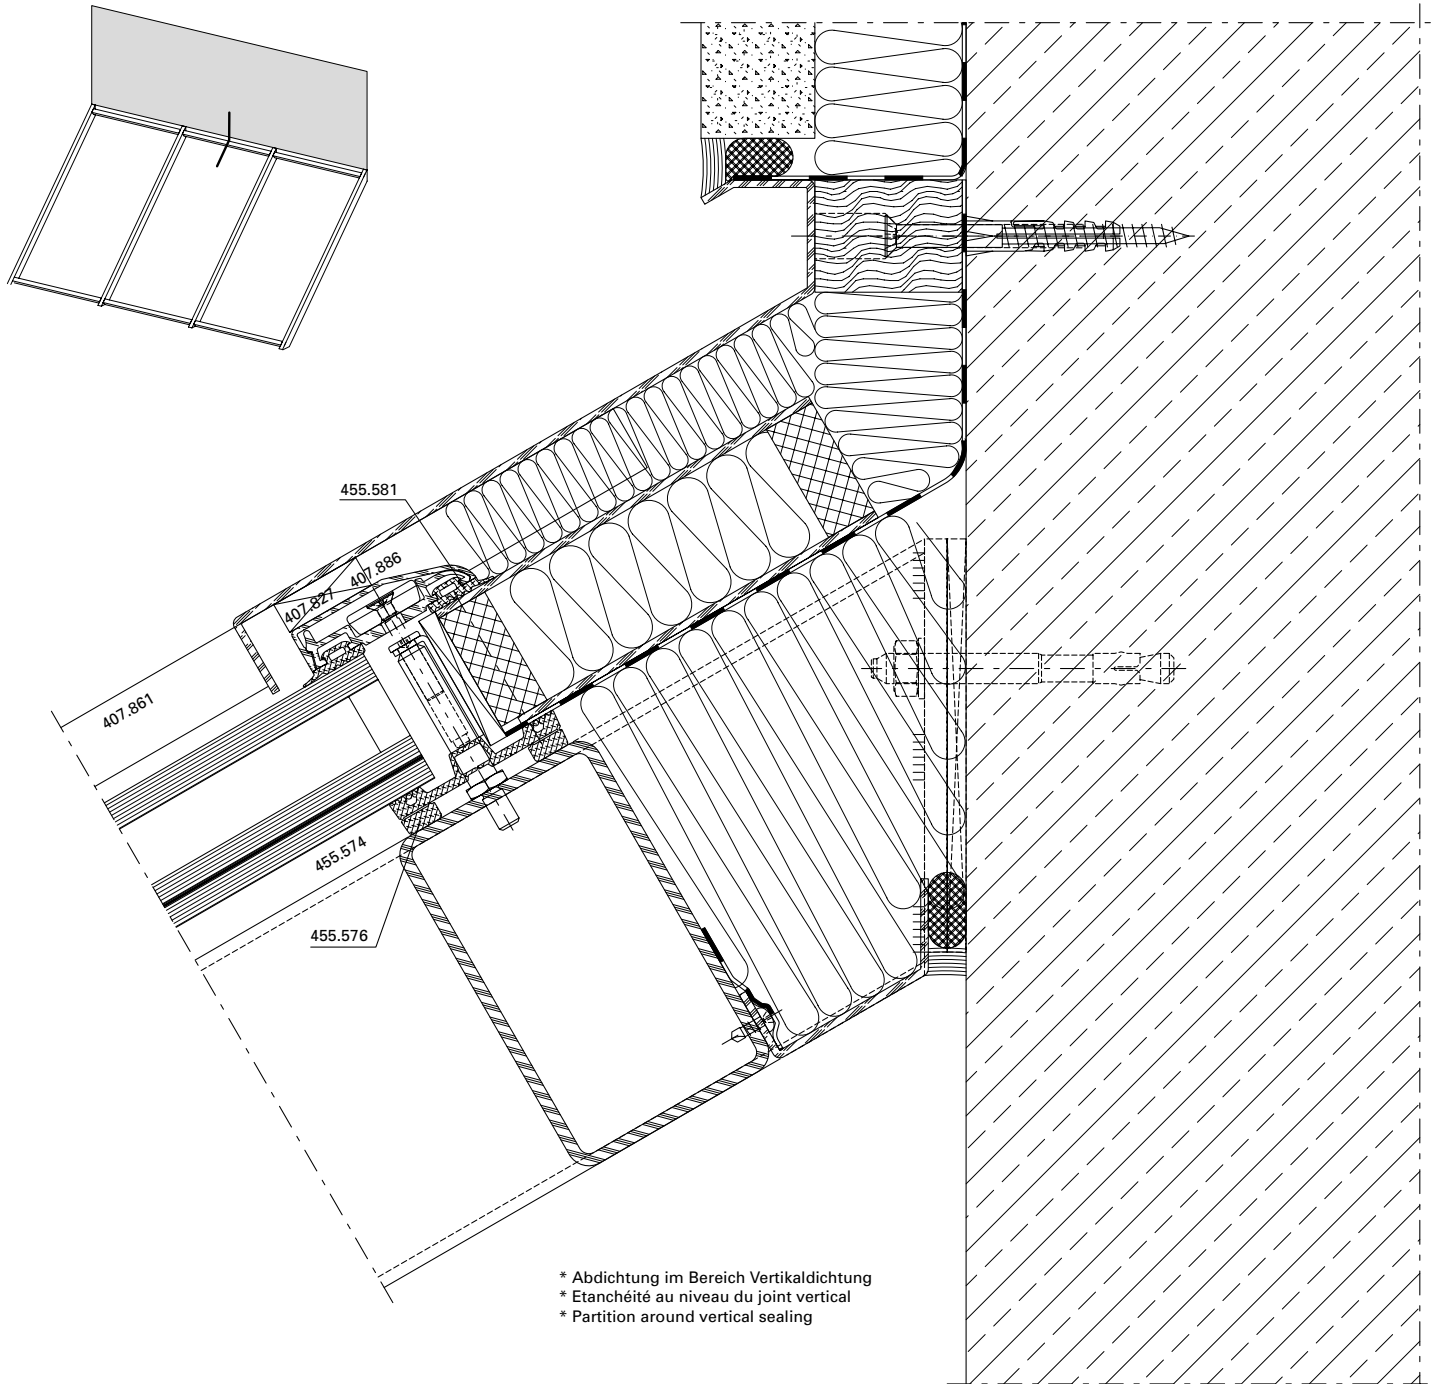 455.581
407.886
407.827
407.861
455.574
455.576
* Abdichtung im Bereich Vertikaldichtung
* Etanchéité au niveau du joint vertical
* Partition around vertical sealing